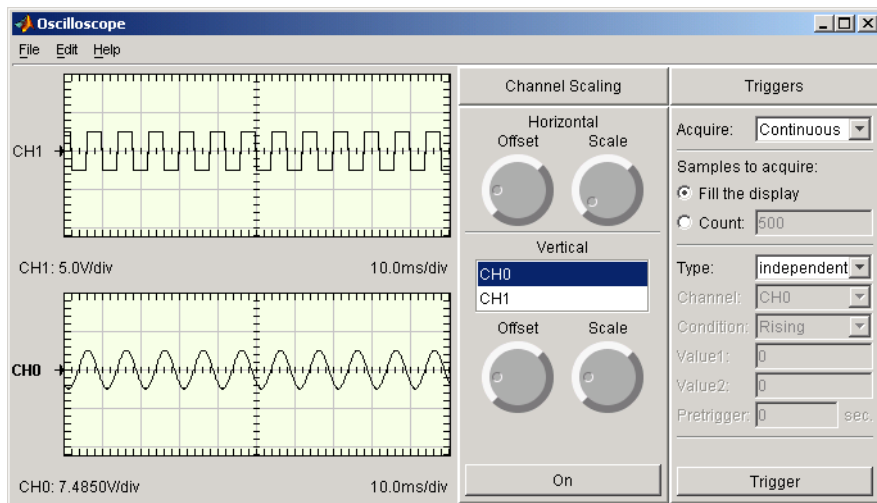 Oscilloscope
File Edit Help
CH1
CH1: 5.0V/div 10.0ms/div
CH0
CH0: 7.4850V/div 10.0ms/div
Channel Scaling
Horizontal
Offset Scale
Vertical
CH0
CH1
Offset Scale
On
Triggers
Acquire: Continuous
Samples to acquire:
Fill the display
Count: 500
Type: independent
Channel: CH0
Condition: Rising
Value1: 0
Value2: 0
Pretrigger: 0 sec.
Trigger